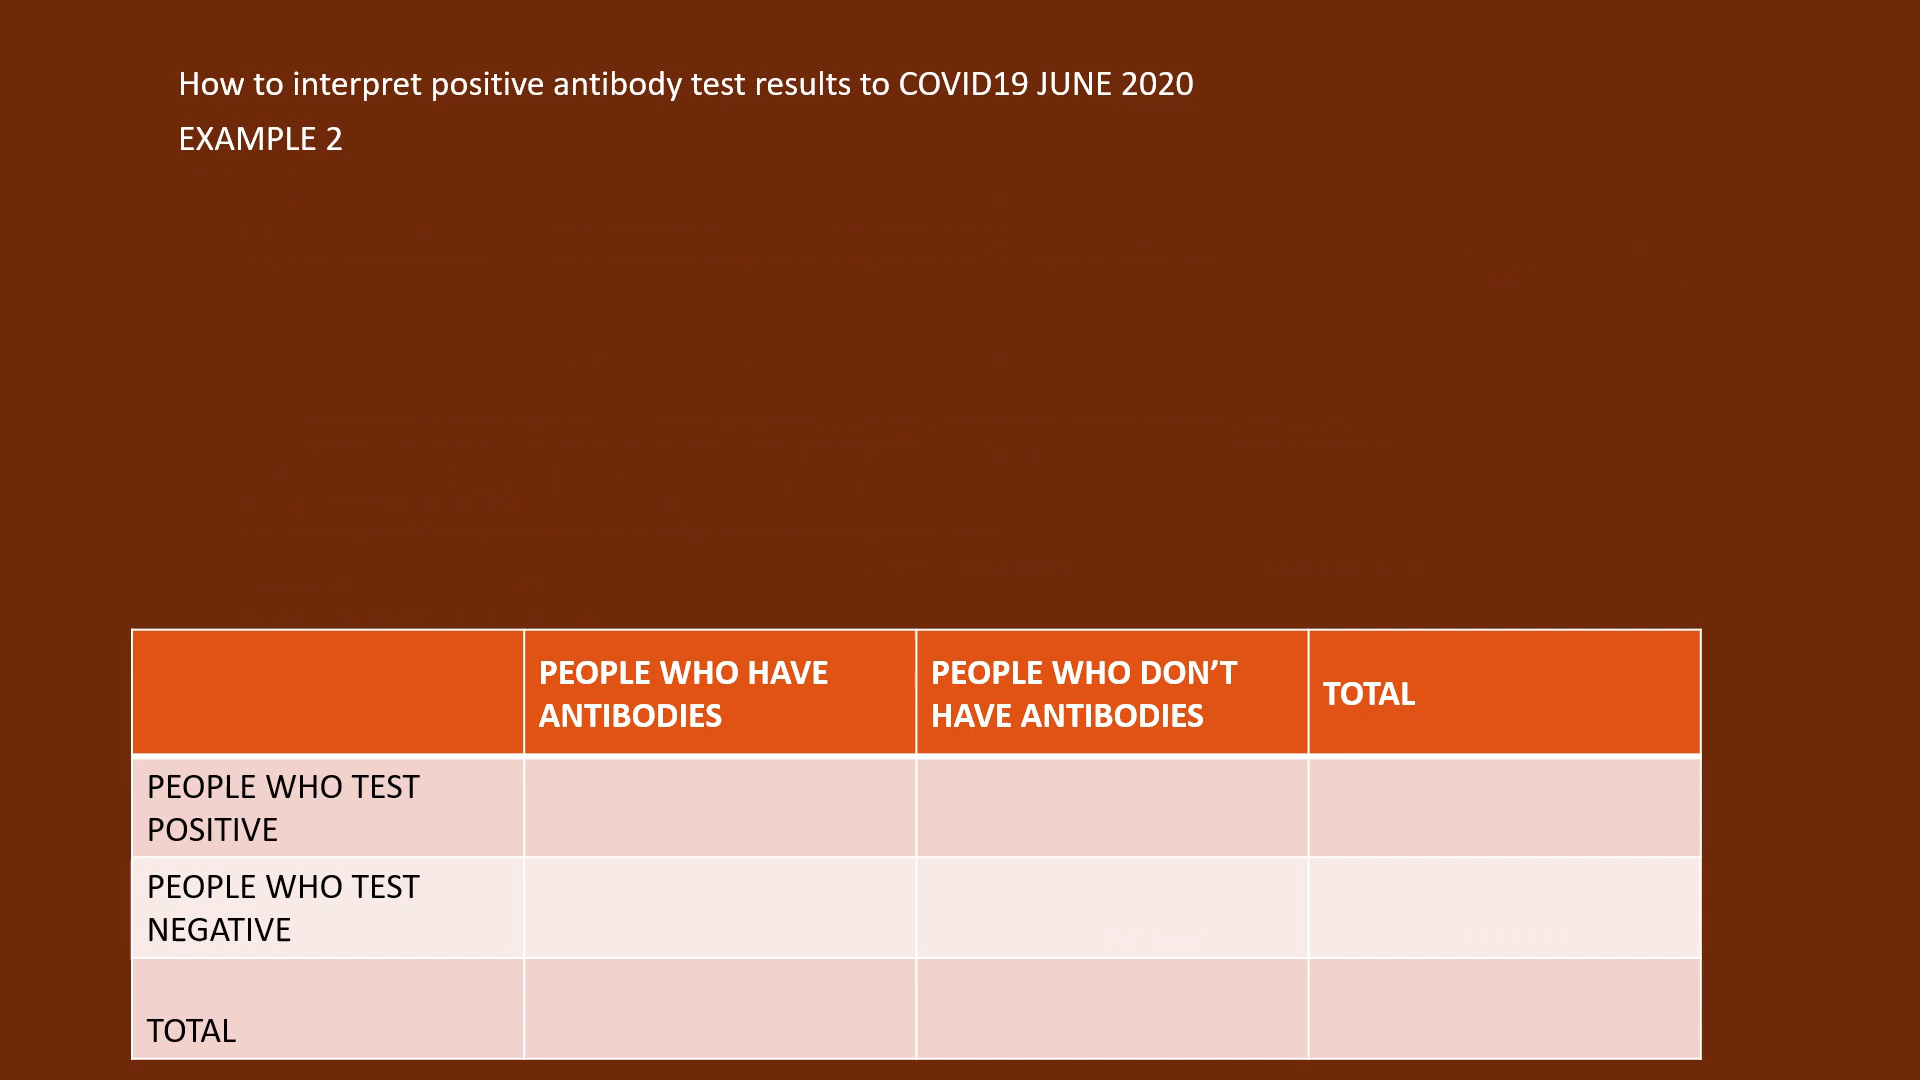 How to interpret positive antibody test results to COVID19 JUNE 2020
EXAMPLE 2
PEOPLE WHO HAVE
ANTIBODIES
PEOPLE WHO DON’T
HAVE ANTIBODIES
TOTAL
PEOPLE WHO TEST
POSITIVE
PEOPLE WHO TEST
NEGATIVE
TOTAL